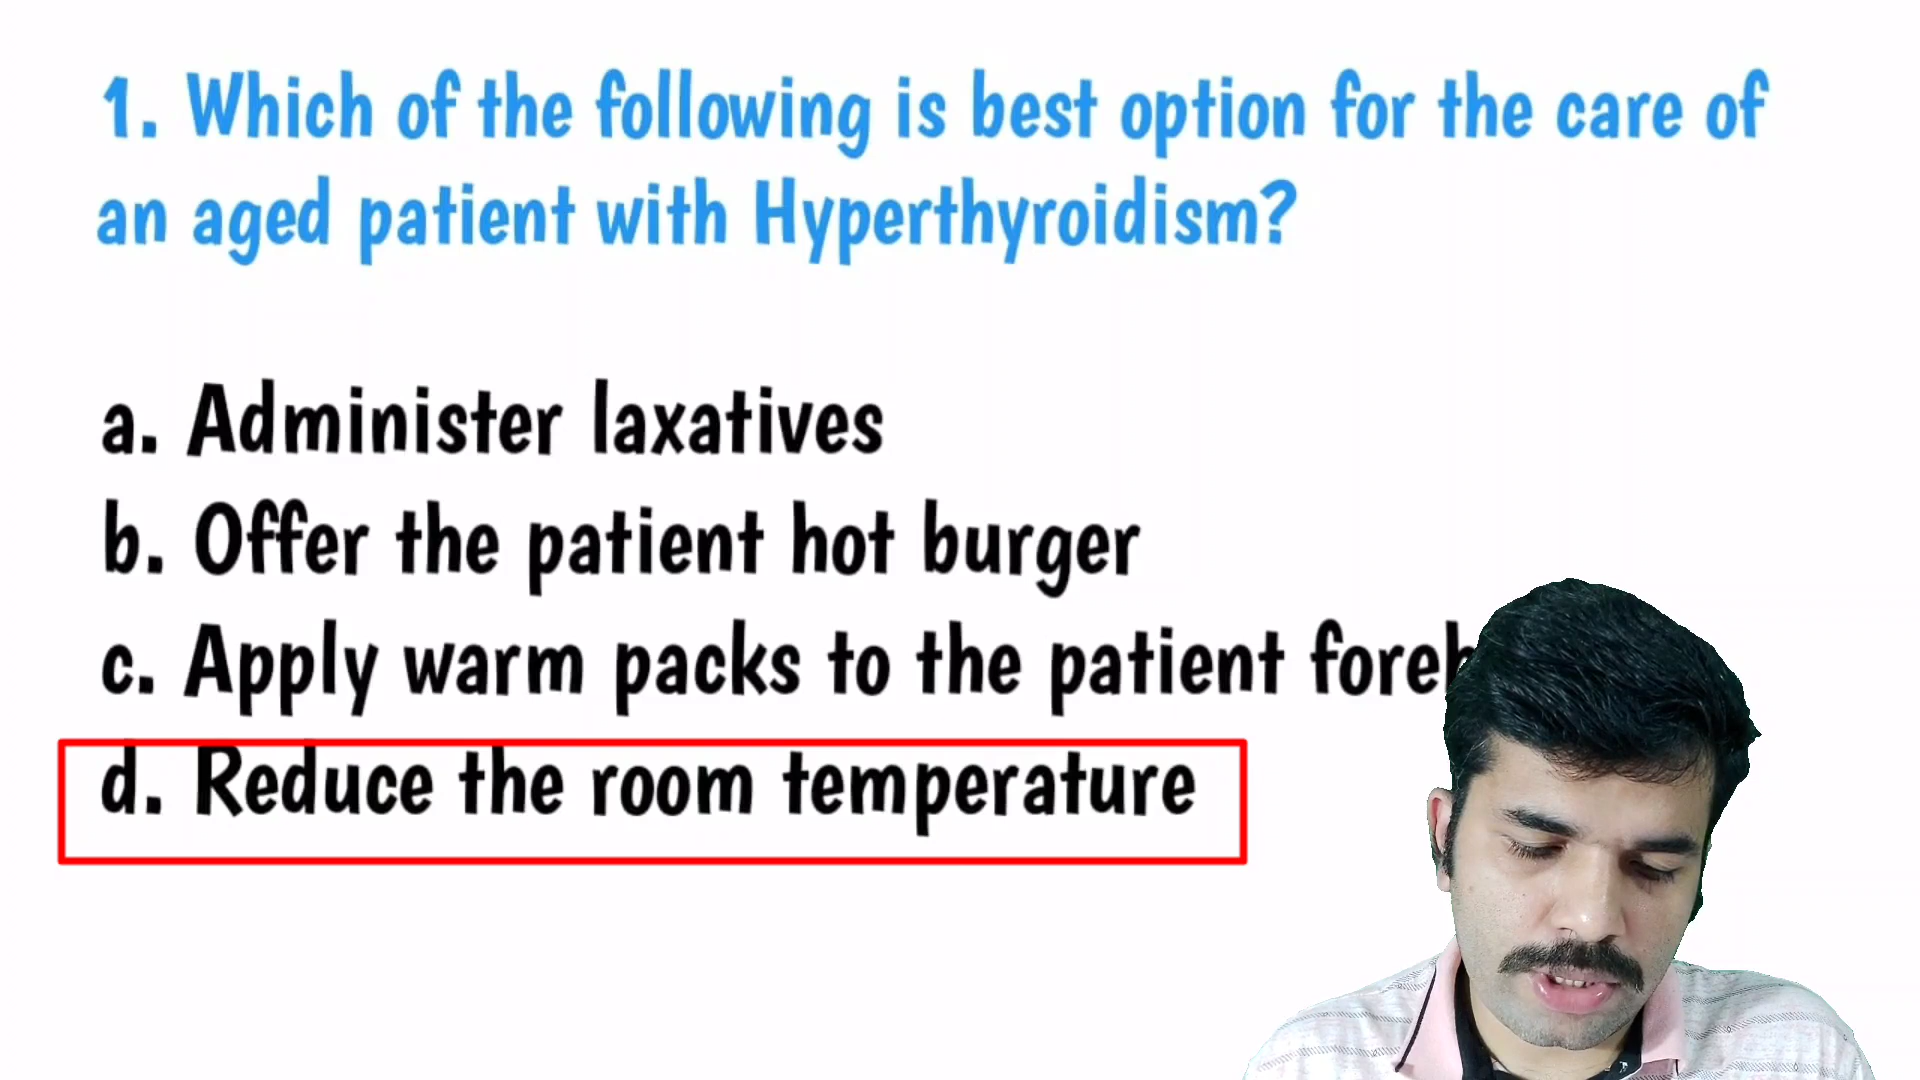 1. Which of the following is best option for the care of
an aged patient with Hyperthyroidism?
a. Administer laxatives
b. Offer the patient hot burger
c. Apply warm packs to the patient
d. Reduce the room temperature